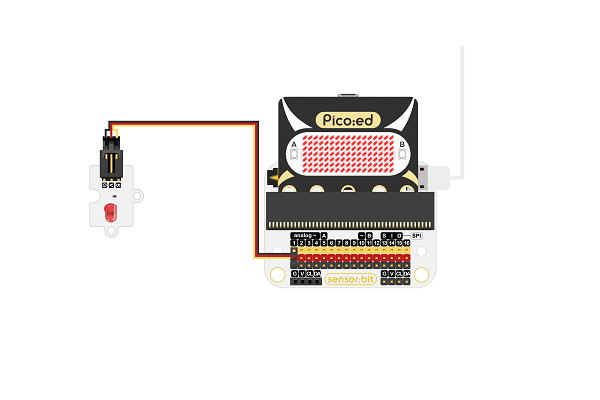 Pico:ed
A B
analog ~ A ~ B S I O SPI
1 2 3 4 5 6 7 8 9 10 11 12 13 14 15 16
G V CL DA G V CL DA
sensor:bit